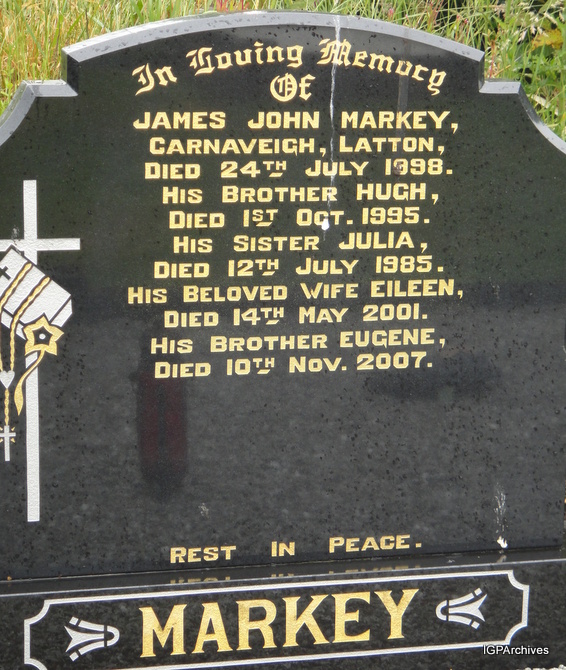 In Loving Memory
Of
JAMES JOHN MARKEY,
CARNAVEIGH, LATTON,
DIED 24TH JULY 1998.
HIS BROTHER HUGH,
DIED 1ST OCT. 1995.
HIS SISTER JULIA,
DIED 12TH JULY 1985.
HIS BELOVED WIFE EILEEN,
DIED 14TH MAY 2001.
HIS BROTHER EUGENE,
DIED 10TH NOV. 2007.
REST IN PEACE.
MARKEY
IGPArchives